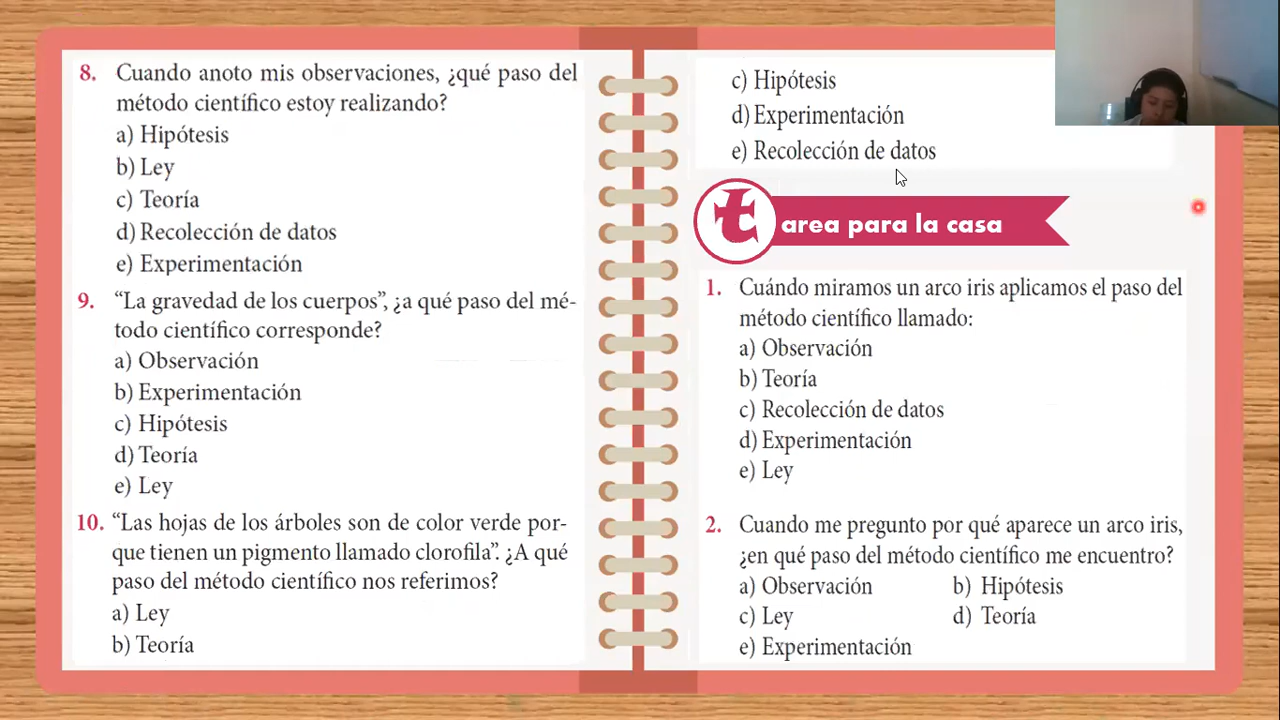 8. Cuando anoto mis observaciones, ¿qué paso del
método científico estoy realizando?
a) Hipótesis
b) Ley
c) Teoría
d) Recolección de datos
e) Experimentación
9. “La gravedad de los cuerpos”, ¿a qué paso del mé-
todo científico corresponde?
a) Observación
b) Experimentación
c) Hipótesis
d) Teoría
e) Ley
10. “Las hojas de los árboles son de color verde por-
que tienen un pigmento llamado clorofila”. ¿A qué
paso del método científico nos referimos?
a) Ley
b) Teoría
c) Hipótesis
d) Experimentación
e) Recolección de datos
tarea para la casa
1. Cuándo miramos un arco iris aplicamos el paso del
método científico llamado:
a) Observación
b) Teoría
c) Recolección de datos
d) Experimentación
e) Ley
2. Cuando me pregunto por qué aparece un arco iris,
¿en qué paso del método científico me encuentro?
a) Observación b) Hipótesis
c) Ley d) Teoría
e) Experimentación